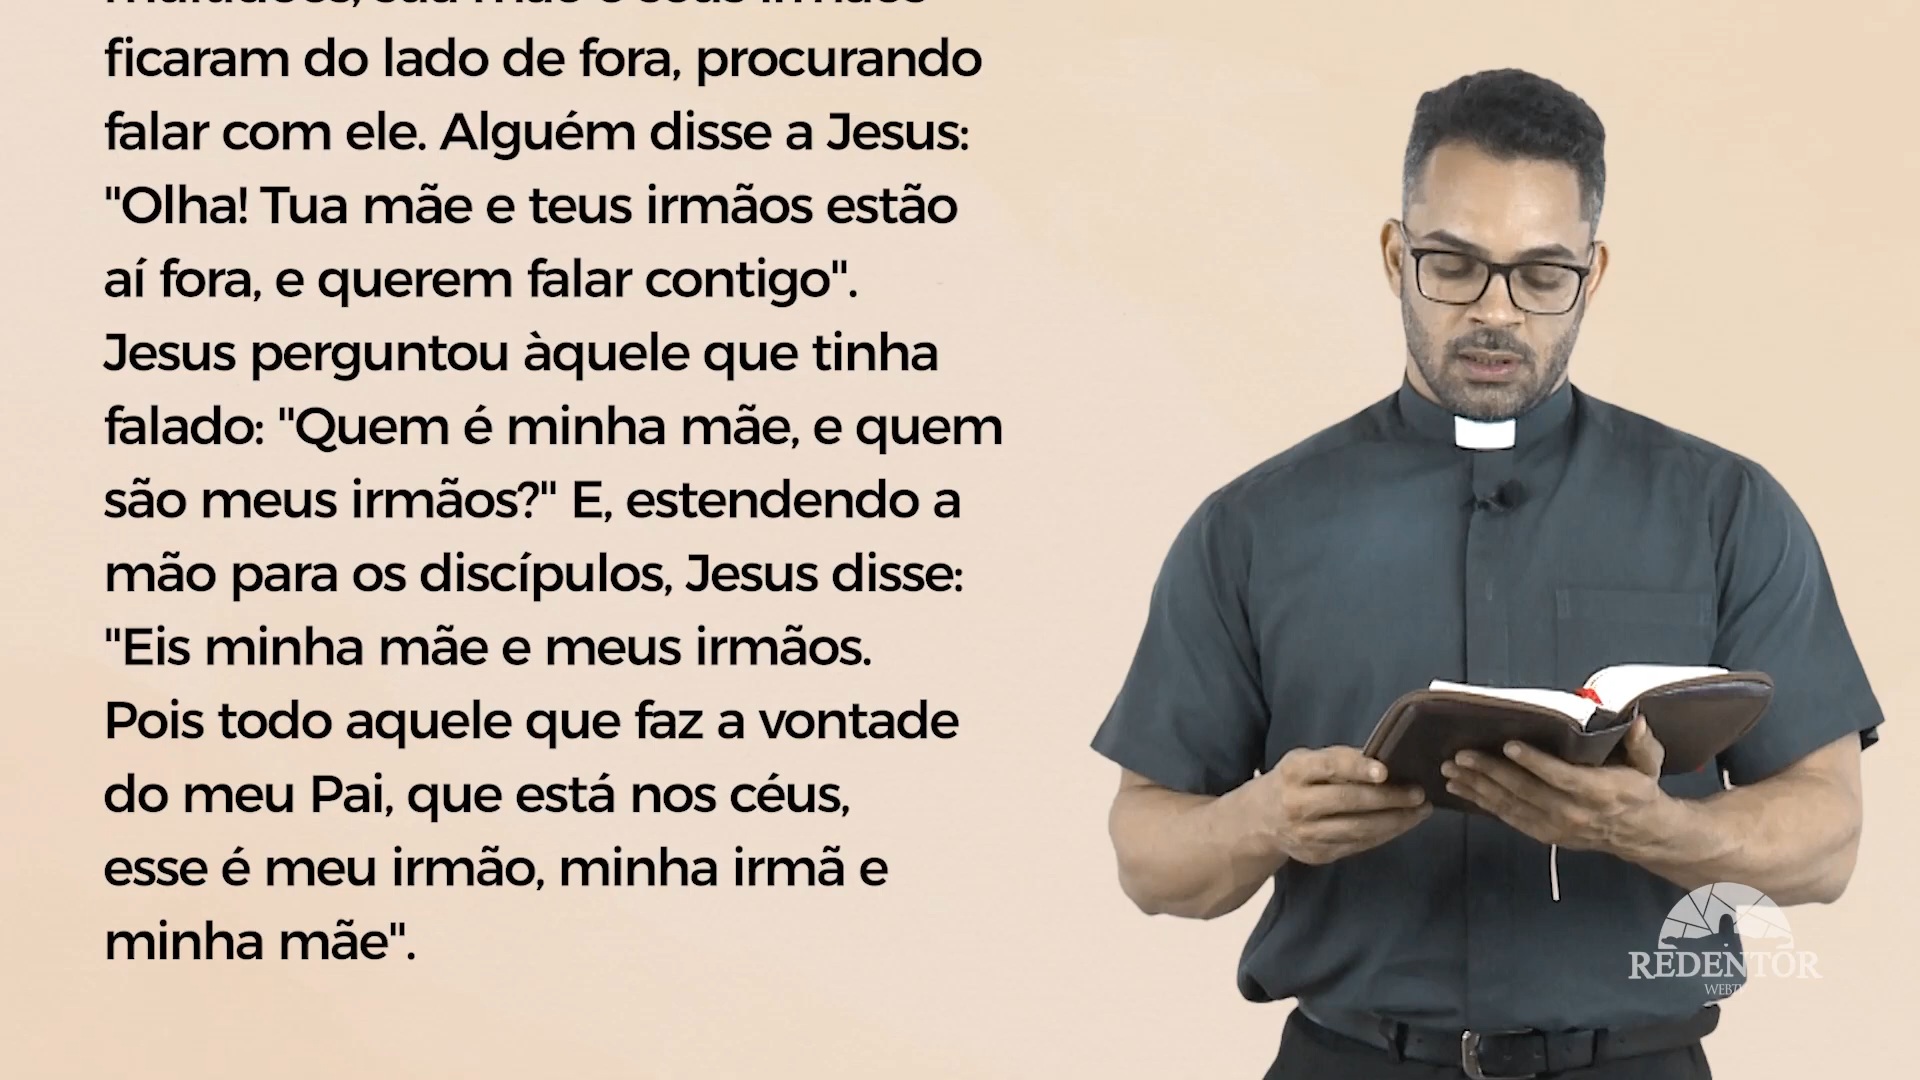 ficaram do lado de fora, procurando
falar com ele. Alguém disse a Jesus:
"Olha! Tua mãe e teus irmãos estão
aí fora, e querem falar contigo".
Jesus perguntou àquele que tinha
falado: "Quem é minha mãe, e quem
são meus irmãos?" E, estendendo a
mão para os discípulos, Jesus disse:
"Eis minha mãe e meus irmãos.
Pois todo aquele que faz a vontade
do meu Pai, que está nos céus,
esse é meu irmão, minha irmã e
minha mãe".
REDENTOR